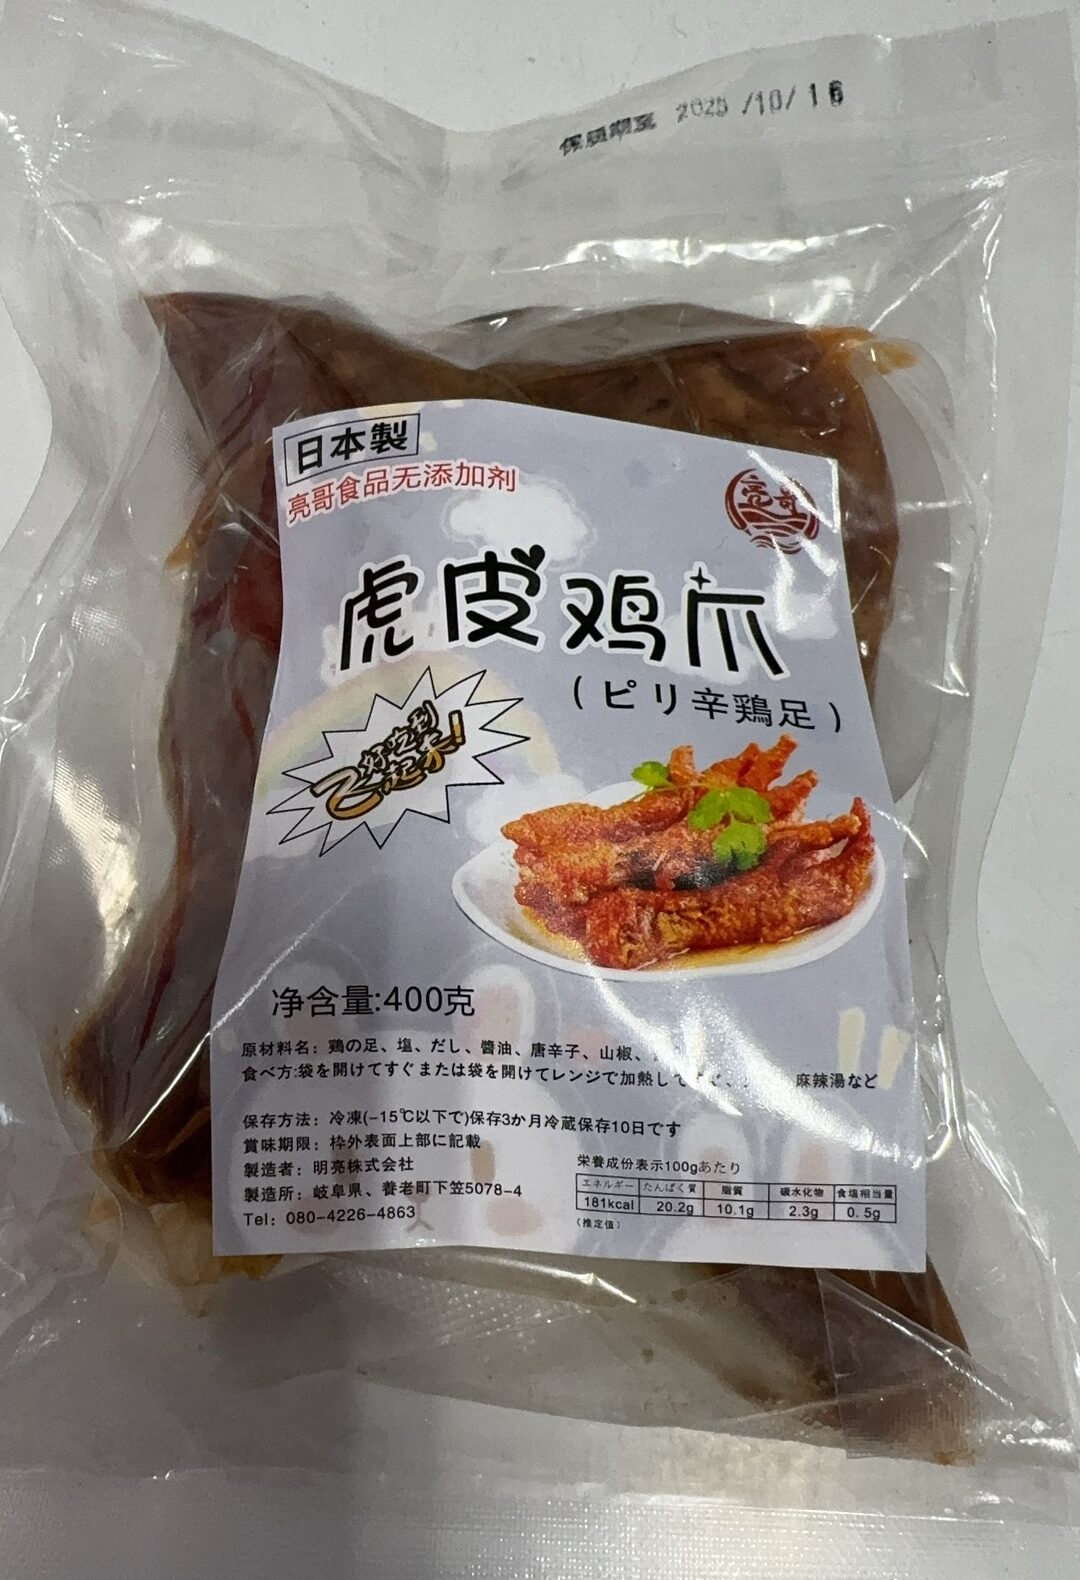 保质期至 2025/10/16
日本製
亮哥食品无添加剂
亮哥
虎皮鸡爪
(ピリ辛鶏足)
好吃到
飞起来!
净含量:400克
原材料名：鶏の足、塩、だし、醬油、唐辛子、山椒、
食べ方:袋を開けてすぐまたは袋を開けてレンジで加熱して 麻辣湯など
保存方法：冷凍(-15℃以下で)保存3か月冷蔵保存10日です
賞味期限：枠外表面上部に記載
製造者：明亮株式会社
製造所：岐阜県、養老町下笠5078-4
Tel：080-4226-4863
栄養成份表示100gあたり
エネルギー たんぱく質 脂質 碳水化物 食塩相当量
181kcal 20.2g 10.1g 2.3g 0.5g
(推定值)